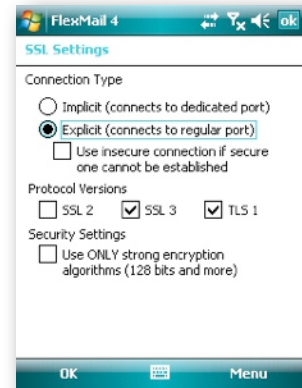 FlexMail 4
ok
SSL Settings
Connection Type
Implicit (connects to dedicated port)
Explicit (connects to regular port)
Use insecure connection if secure
one cannot be established
Protocol Versions
SSL 2 SSL 3 TLS 1
Security Settings
Use ONLY strong encryption
algorithms (128 bits and more)
OK Menu